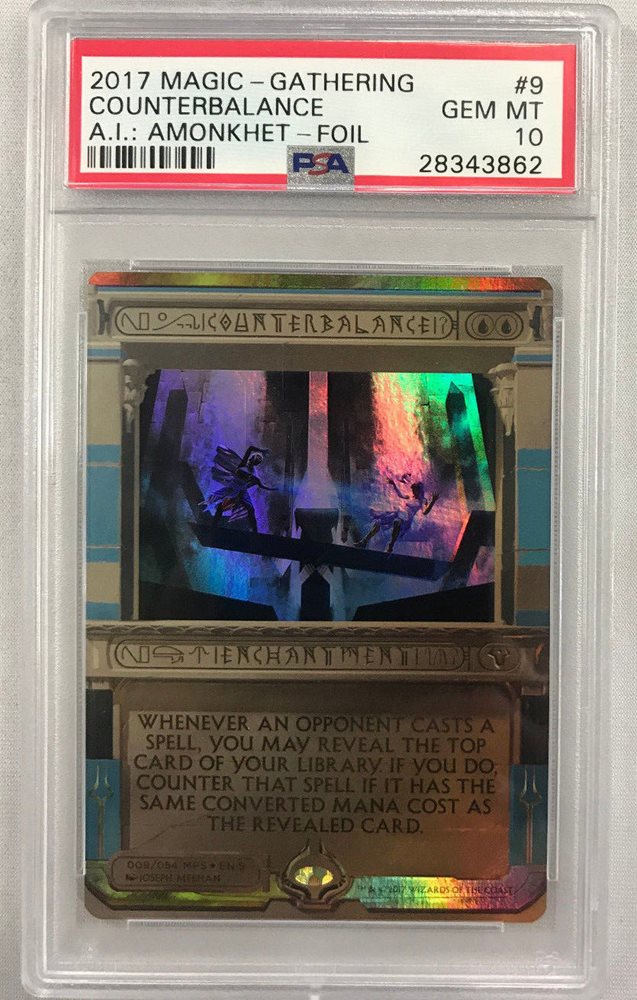 2017 MAGIC - GATHERING #9
COUNTERBALANCE GEM MT
A.I.: AMONKHET - FOIL 10
PSA 28343862
COUNTERBALANCE
ENCHANTMENT
WHENEVER AN OPPONENT CASTS A
SPELL, YOU MAY REVEAL THE TOP
CARD OF YOUR LIBRARY. IF YOU DO,
COUNTER THAT SPELL IF IT HAS THE
SAME CONVERTED MANA COST AS
THE REVEALED CARD.
009/054 MPS ★ EN S
JOSEPH MEEHAN
™ & © 2017 WIZARDS OF THE COAST